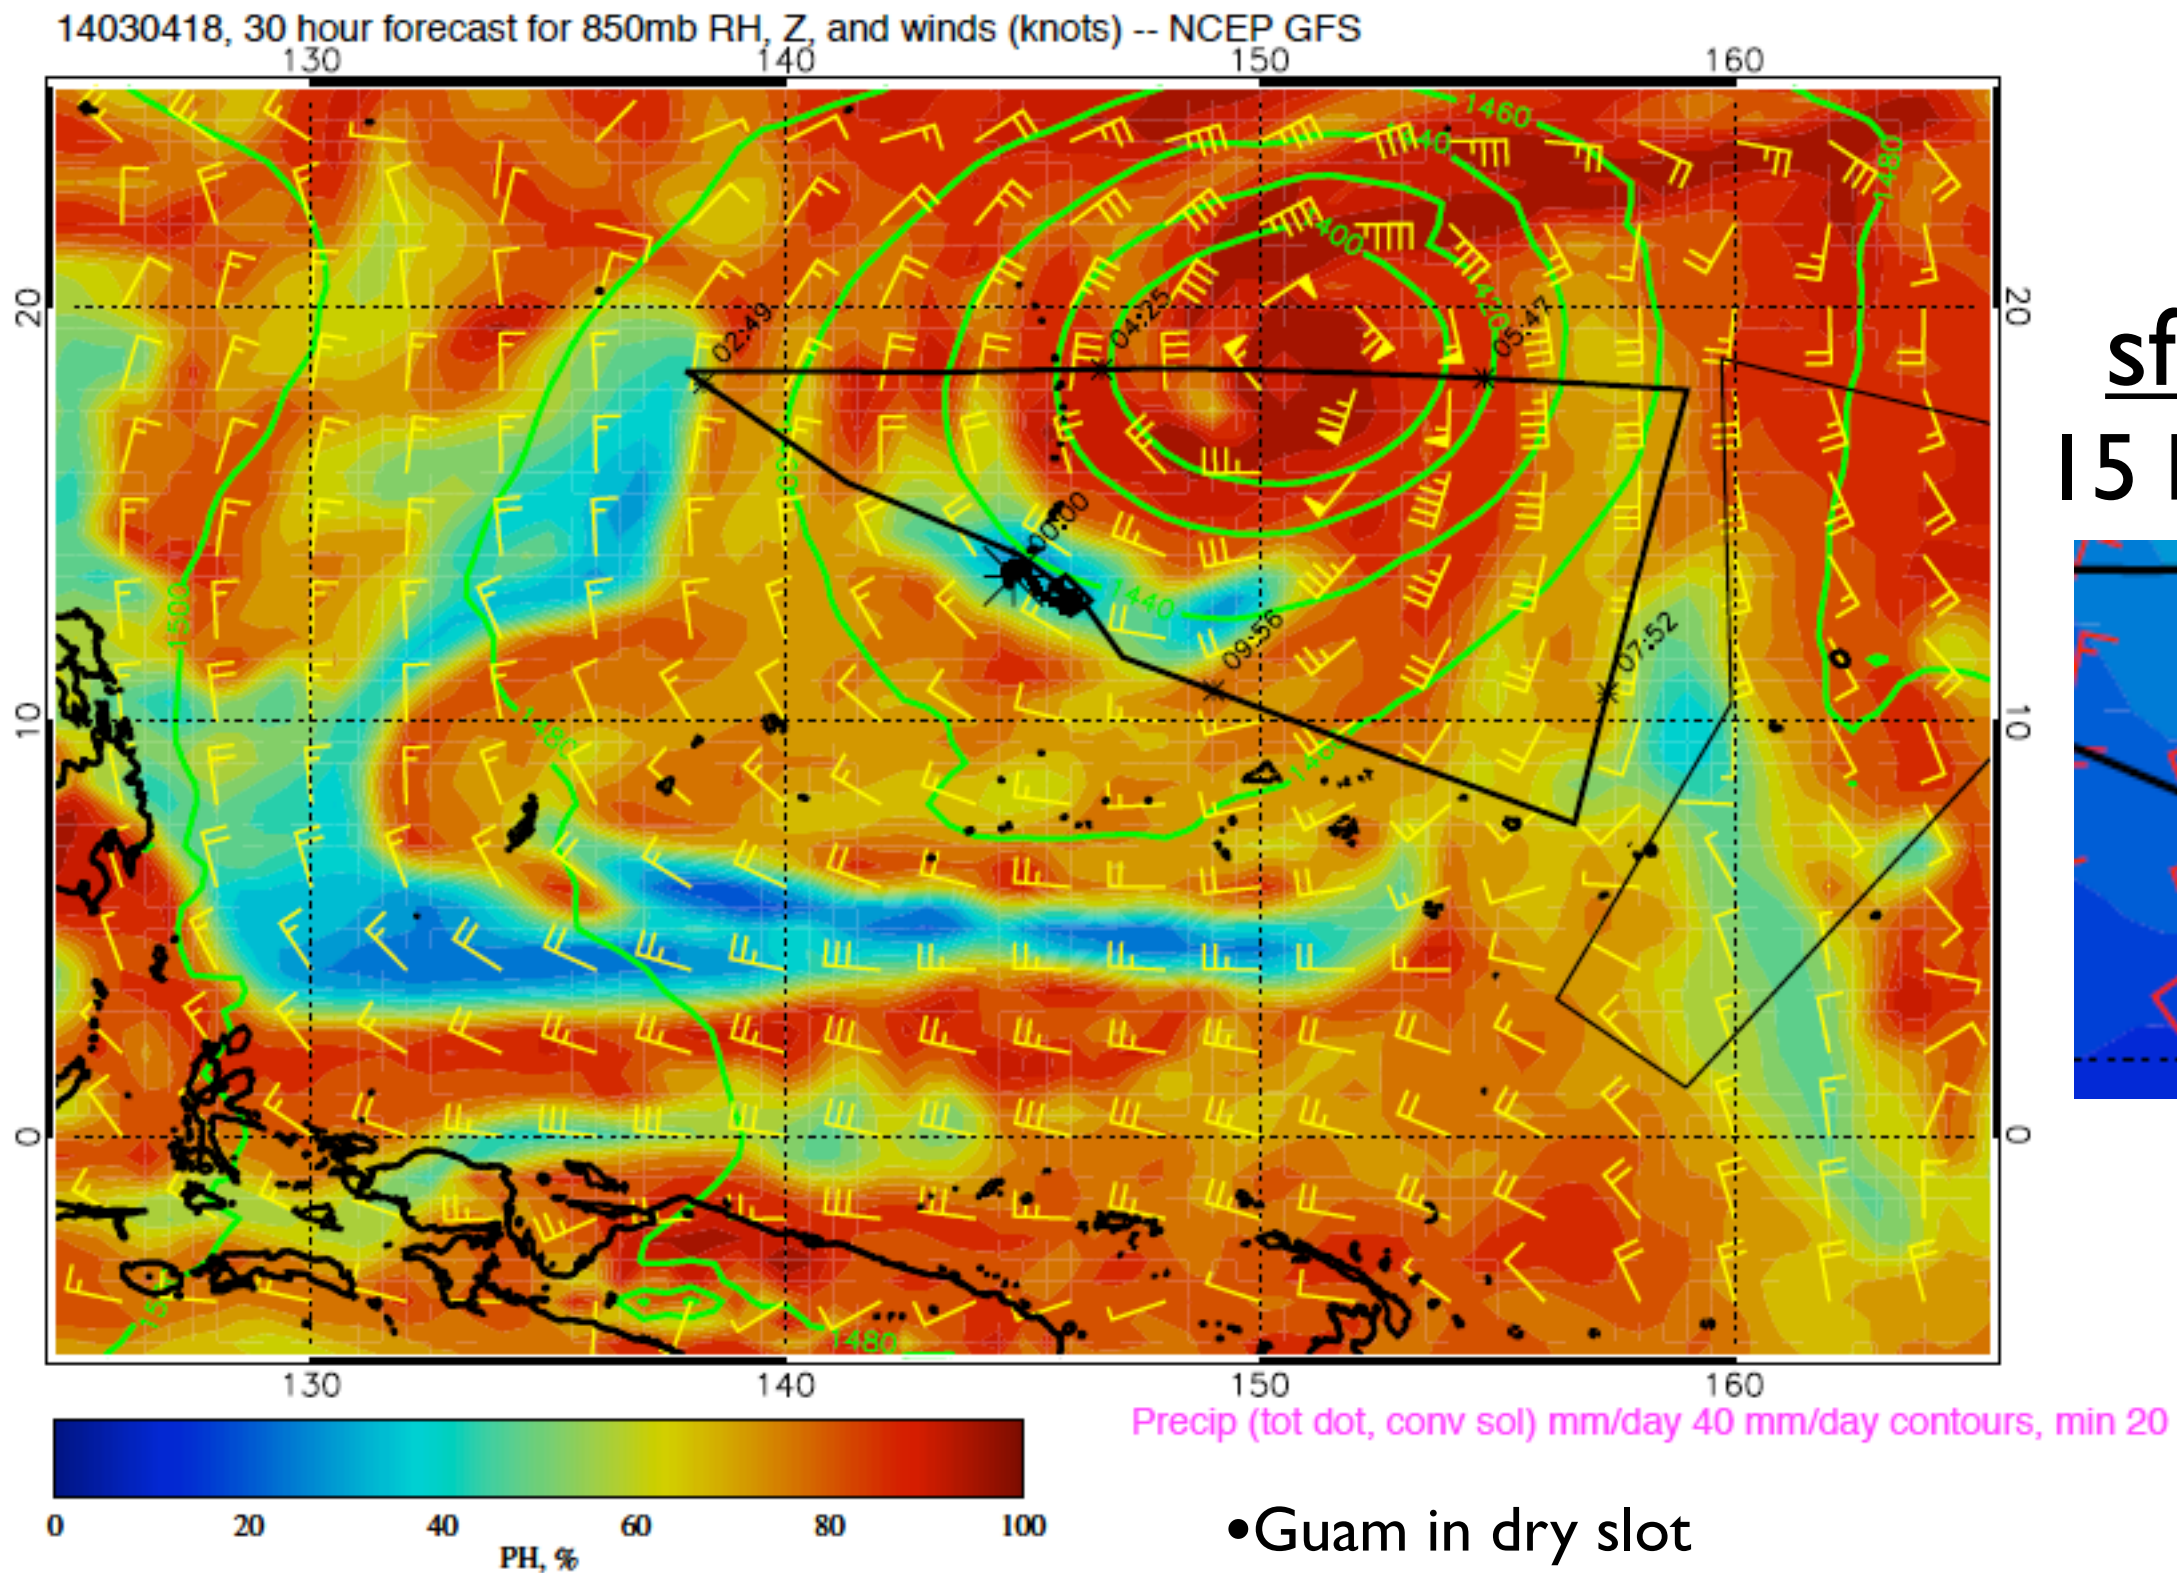 14030418, 30 hour forecast for 850mb RH, Z, and winds (knots) -- NCEP GFS
130 140 150 160
1460
1440
1480
1400
20 20
02:49 04:25 1420 05:47
sf
15
00:00
1440
1500
09:56 07:52
10 10
1480
1460
0 0
1480
130 140 150 160
Precip (tot dot, conv sol) mm/day 40 mm/day contours, min 20
0 20 40 60 80 100
PH, %
•Guam in dry slot